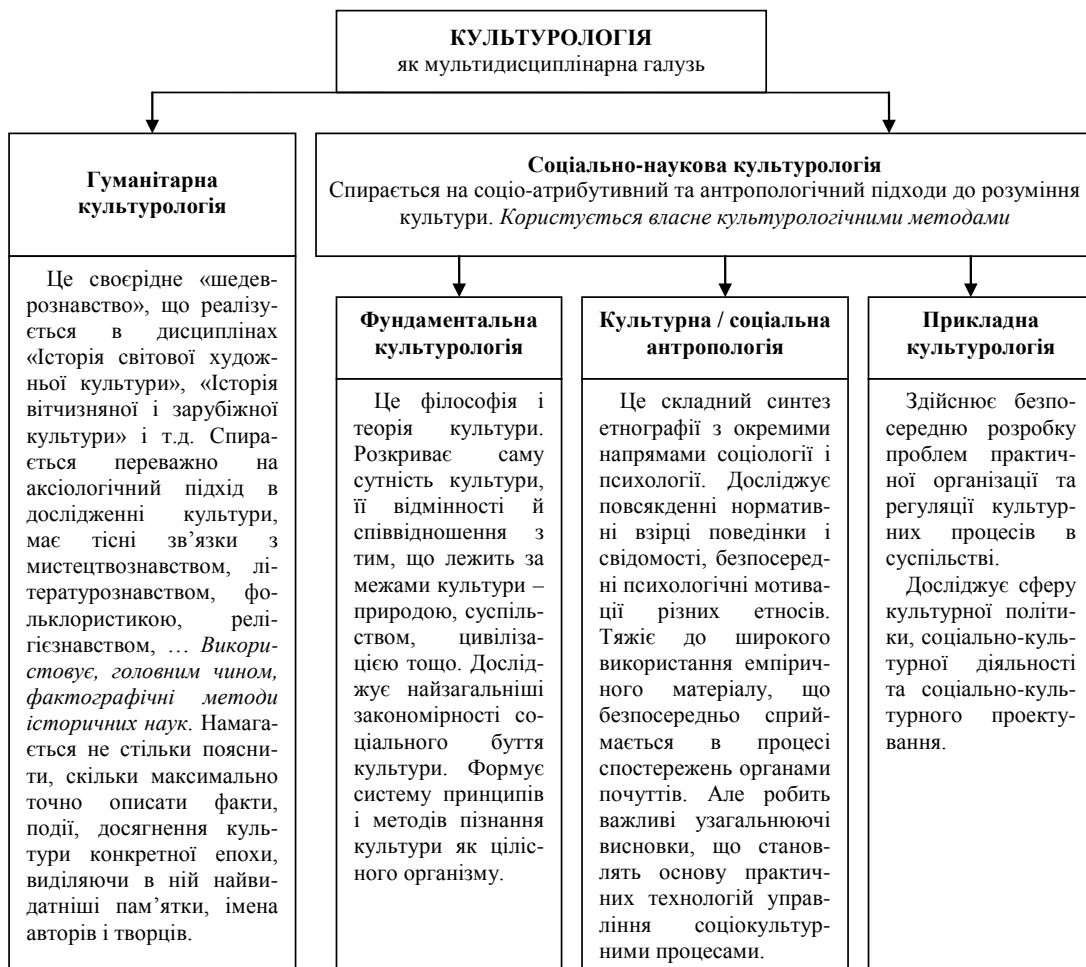 КУЛЬТУРОЛОГІЯ
як мультидисциплінарна галузь
Гуманітарна
культурологія
Це своєрідне «шедев-
рознавство», що реалізу-
ється в дисциплінах
«Історія світової худож-
ньої культури», «Історія
вітчизняної і зарубіжної
культури» і т.д. Спира-
ється переважно на
аксіологічний підхід в
дослідженні культури,
має тісні зв’язки з
мистецтвознавством, лі-
тературознавством, фо-
льклористикою, релі-
гієзнавством, … Викори-
стовує, головним чином,
фактографічні методи
історичних наук. Намага-
ється не стільки поясни-
ти, скільки максимально
точно описати факти,
події, досягнення куль-
тури конкретної епохи,
виділяючи в ній найви-
датніші пам’ятки, імена
авторів і творців.
Соціально-наукова культурологія
Спирається на соціо-атрибутивний та антропологічний підходи до розуміння
культури. Користується власне культурологічними методами
Фундаментальна
культурологія
Це філософія і
теорія культури.
Розкриває саму
сутність культури,
її відмінності й
співвідношення з
тим, що лежить за
межами культури –
природою, суспіль-
ством, цивіліза-
цією тощо. Дослід-
жує найзагальніші
закономірності со-
ціального буття
культури. Формує
систему принципів
і методів пізнання
культури як ціліс-
ного організму.
Культурна / соціальна
антропологія
Це складний синтез
етнографії з окремими
напрямами соціології і
психології. Досліджує
повсякденні норматив-
ні взірці поведінки і
свідомості, безпосеред-
ні психологічні мотива-
ції різних етносів.
Тяжіє до широкого
використання емпірич-
ного матеріалу, що
безпосередньо сприй-
мається в процесі
спостережень органами
почуттів. Але робить
важливі узагальнюючі
висновки, що станов-
лять основу практич-
них технологій управ-
ління соціокультур-
ними процесами.
Прикладна
культурологія
Здійснює безпо-
середню розробку
проблем практич-
ної організації та
регуляції культур-
них процесів в
суспільстві.
Досліджує сферу
культурної політи-
ки, соціально-куль-
турної діяльності
та соціально-куль-
турного проекту-
вання.